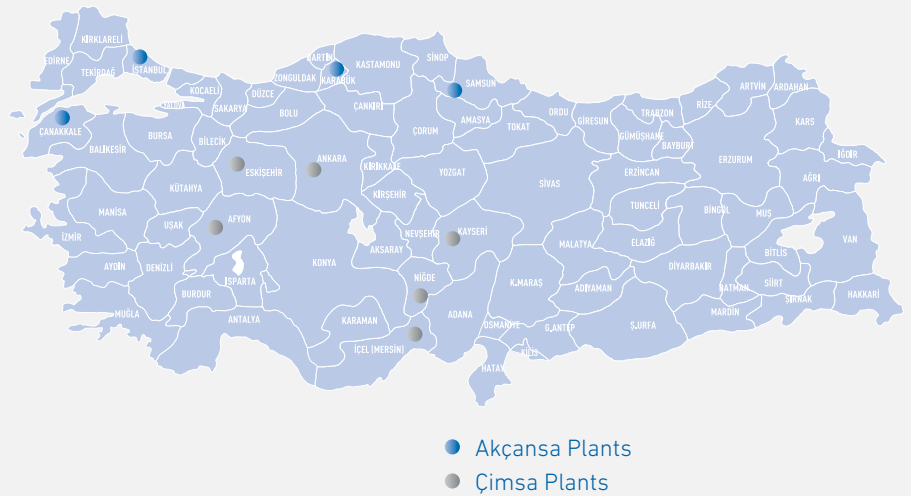 KIRKLARELİ
EDİRNE
TEKİRDAĞ
İSTANBUL
KOCAELİ
SAKARYA
DÜZCE
ZONGULDAK
BARTIN
KARABÜK
KASTAMONU
SİNOP
SAMSUN
ÇANAKKALE
BALIKESİR
BURSA
BİLECİK
BOLU
ÇANKIRI
ÇORUM
AMASYA
TOKAT
ORDU
GİRESUN
TRABZON
GÜMÜŞHANE
BAYBURT
RİZE
ARTVİN
ARDAHAN
KARS
IĞDIR
ESKİŞEHİR
ANKARA
KIRIKKALE
KIRŞEHİR
YOZGAT
SİVAS
ERZİNCAN
ERZURUM
AĞRI
KÜTAHYA
MANİSA
UŞAK
AFYON
İZMİR
AYDIN
DENİZLİ
ISPARTA
BURDUR
MUĞLA
ANTALYA
KONYA
AKSARAY
NEVŞEHİR
KAYSERİ
NİĞDE
KARAMAN
İÇEL (MERSİN)
ADANA
K.MARAŞ
MALATYA
ELAZIĞ
TUNCELİ
BİNGÖL
MUŞ
BİTLİS
VAN
ADIYAMAN
DİYARBAKIR
BATMAN
SİİRT
ŞIRNAK
HAKKARİ
MARDİN
Ş.URFA
G.ANTEP
OSMANİYE
KİLİS
HATAY
Akçansa Plants
Çimsa Plants